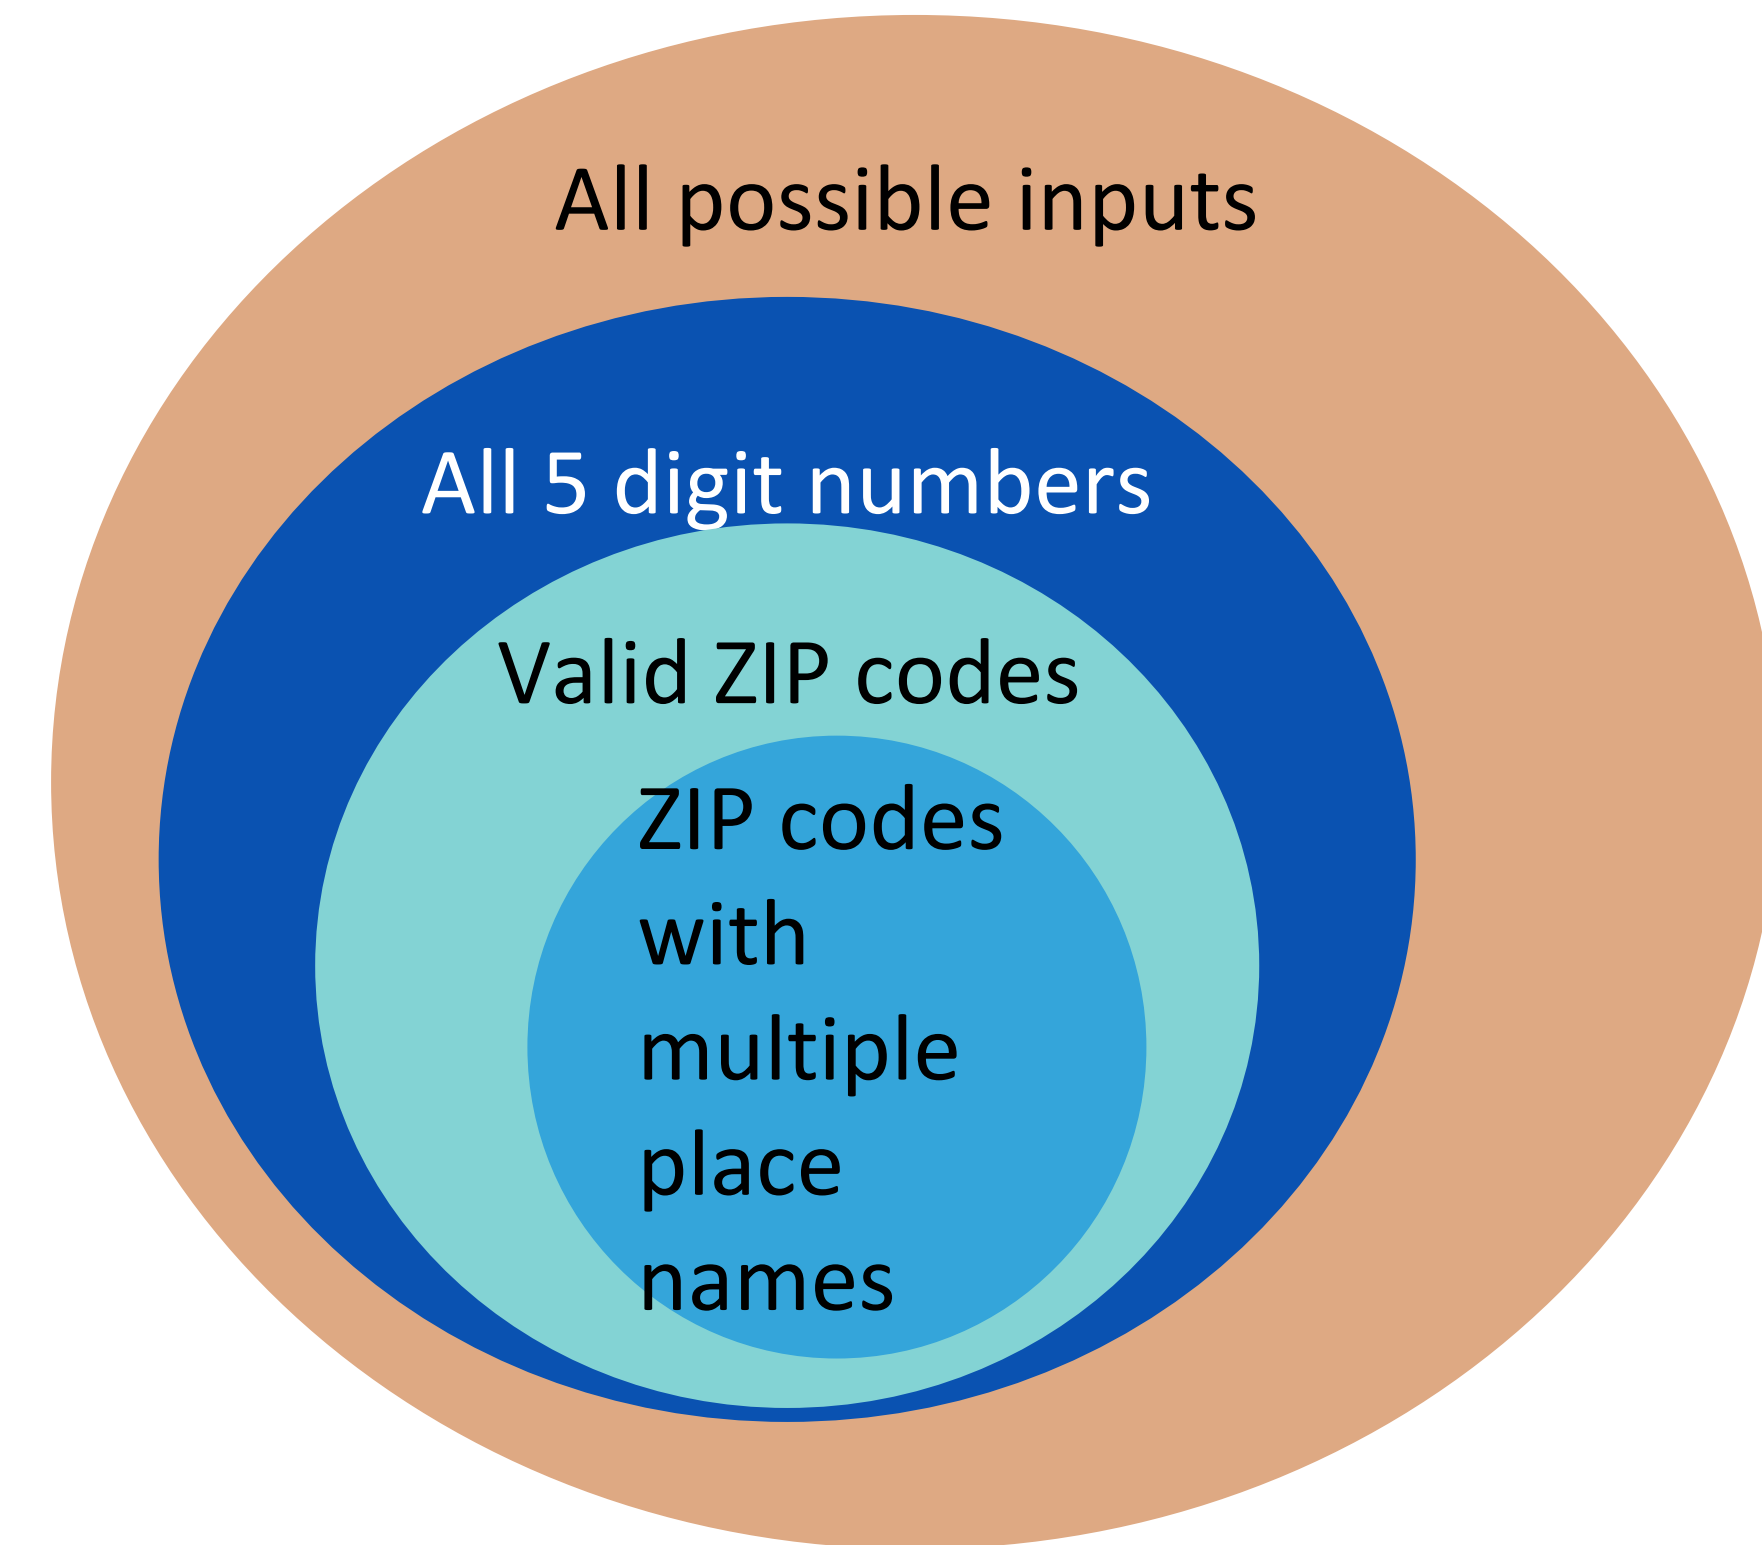 All possible inputs
All 5 digit numbers
Valid ZIP codes
ZIP codes
with
multiple
place
names